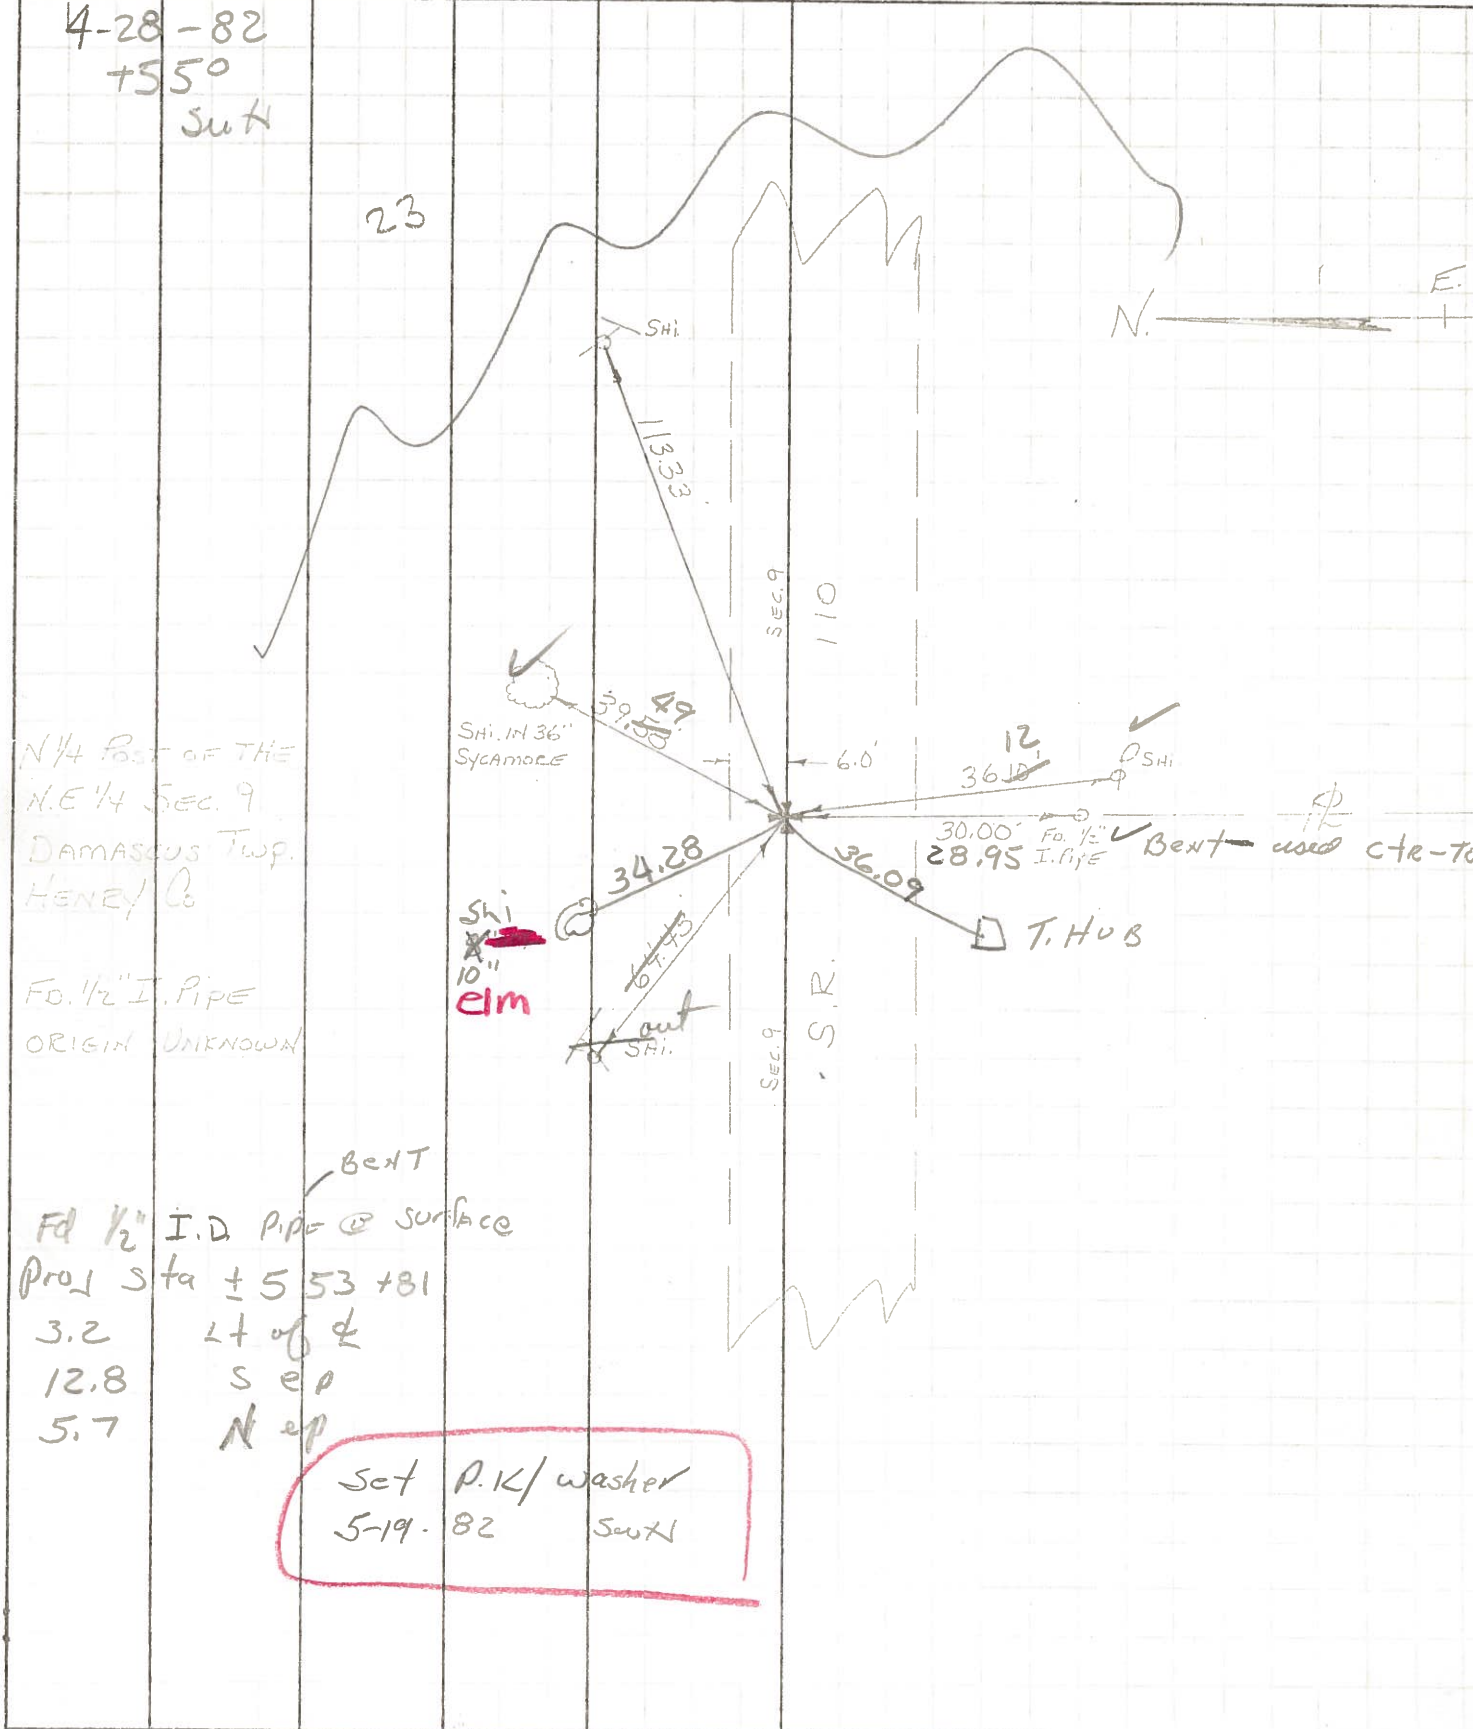 4-28-82
+55°
23
SHi.
N.
E.
113.33
SEC. 9
110
SHi. IN 36"
SYCAMORE
39.50
49
6.0'
12
36.10'
SHi
30.00'
28.95
Fd. 1/2"
I. PiPE
Bent - used ctr-To
N 1/4 POST OF THE
N.E 1/4 SEC. 9
DAMASCUS TWP.
HENRY Co
34.28
36.09
T. HUB
Shi
10"
elm
67.43
out
SHi.
FD. 1/2" I. PiPE
ORIGIN UNKNOWN
SEC. 9
S.R.
BENT
Fd 1/2" I.D. PiPE @ surface
Proj Sta ± 553 +81
3.2 Lt of ℄
12.8 S ep
5.7 N ep
Set P.K/ washer
5-19-82